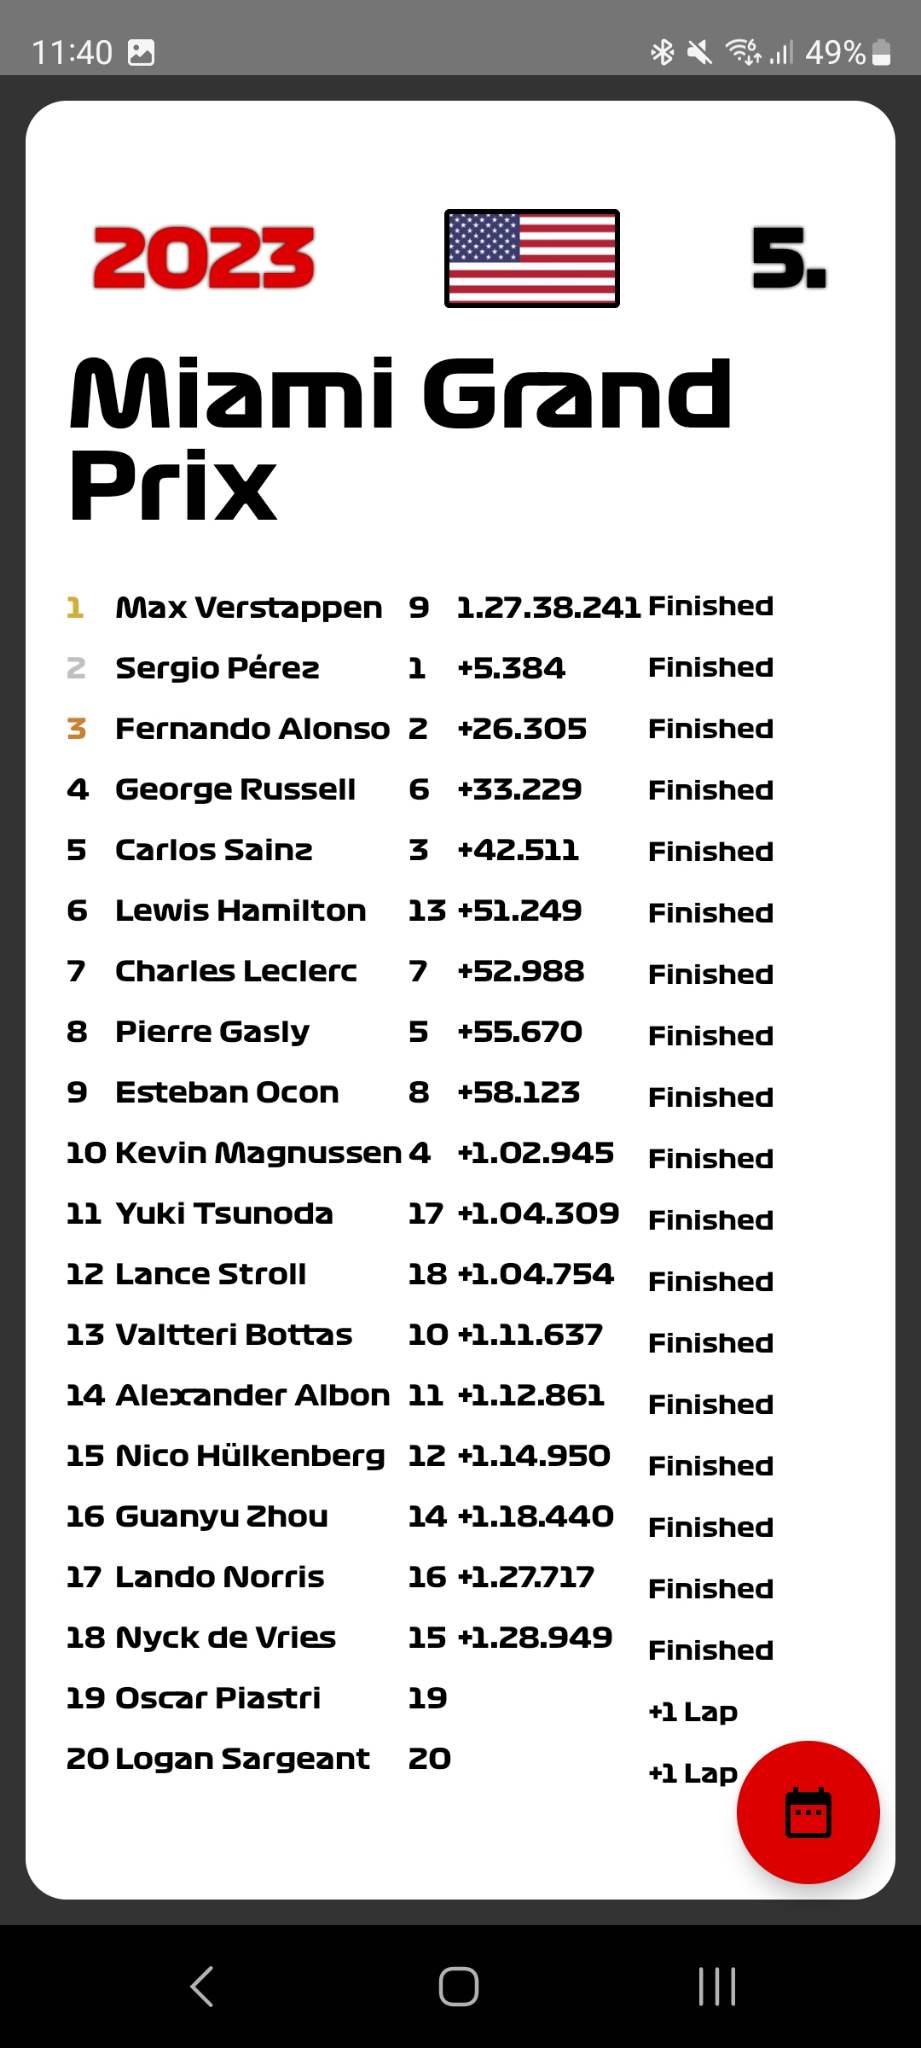 11:40 49%
2023 5.
Miami Grand
Prix
1 Max Verstappen 9 1.27.38.241 Finished
2 Sergio Pérez 1 +5.384 Finished
3 Fernando Alonso 2 +26.305 Finished
4 George Russell 6 +33.229 Finished
5 Carlos Sainz 3 +42.511 Finished
6 Lewis Hamilton 13 +51.249 Finished
7 Charles Leclerc 7 +52.988 Finished
8 Pierre Gasly 5 +55.670 Finished
9 Esteban Ocon 8 +58.123 Finished
10 Kevin Magnussen 4 +1.02.945 Finished
11 Yuki Tsunoda 17 +1.04.309 Finished
12 Lance Stroll 18 +1.04.754 Finished
13 Valtteri Bottas 10 +1.11.637 Finished
14 Alexander Albon 11 +1.12.861 Finished
15 Nico Hülkenberg 12 +1.14.950 Finished
16 Guanyu Zhou 14 +1.18.440 Finished
17 Lando Norris 16 +1.27.717 Finished
18 Nyck de Vries 15 +1.28.949 Finished
19 Oscar Piastri 19 +1 Lap
20 Logan Sargeant 20 +1 Lap